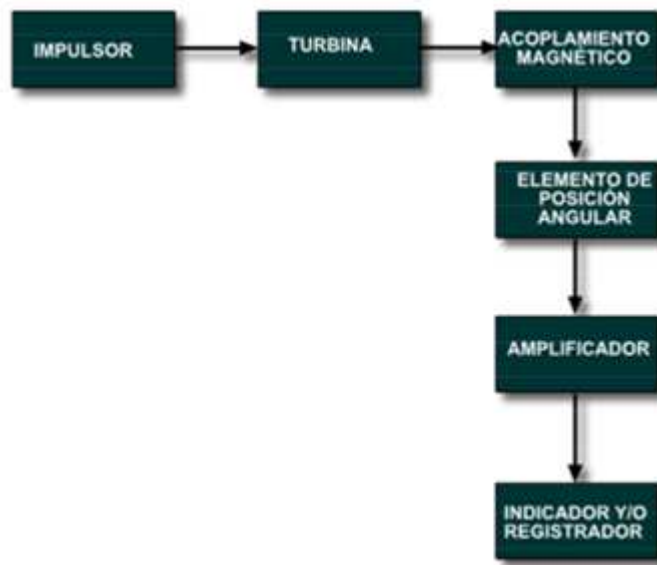 IMPULSOR
TURBINA
ACOPLAMIENTO
MAGNÉTICO
ELEMENTO DE
POSICIÓN
ANGULAR
AMPLIFICADOR
INDICADOR Y/O
REGISTRADOR